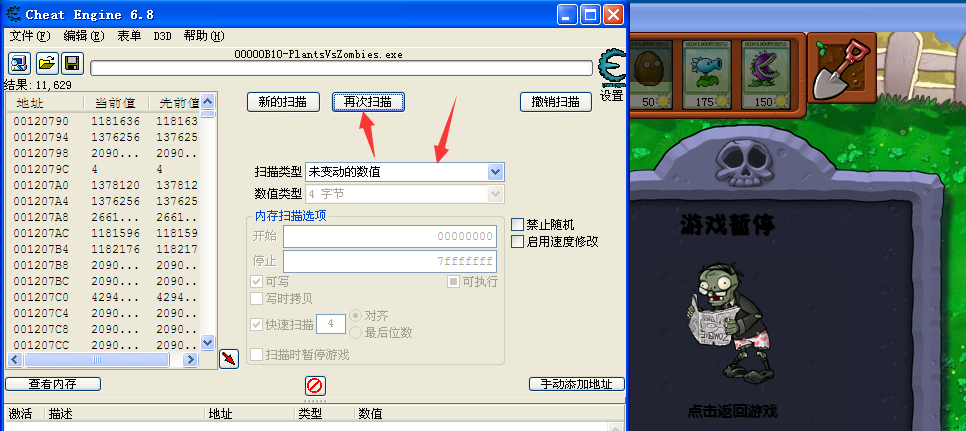 Cheat Engine 6.8
文件(F) 编辑(E) 表单 D3D 帮助(H)
00000B10-PlantsVsZombies.exe
结果: 11,629
设置
地址 当前值 先前值
00120790 1181636 118163
00120794 1376256 137625
00120798 2090... 2090...
0012079C 4 4
001207A0 1378120 137812
001207A4 1376256 137625
001207A8 2661... 2661...
001207AC 1181596 118159
001207B4 1182176 118217
001207B8 2090... 2090...
001207BC 2090... 2090...
001207C0 4294... 4294...
001207C4 2090... 2090...
001207C8 2090... 2090...
001207CC 2090... 2090...
新的扫描 再次扫描 撤销扫描
扫描类型 未变动的数值
数值类型 4 字节
内存扫描选项
开始 00000000
停止 7fffffff
可写 可执行
写时拷贝
快速扫描 4 对齐
最后位数
扫描时暂停游戏
禁止随机
启用速度修改
查看内存 手动添加地址
激活 描述 地址 类型 数值
50 175 150
游戏暂停
点击返回游戏